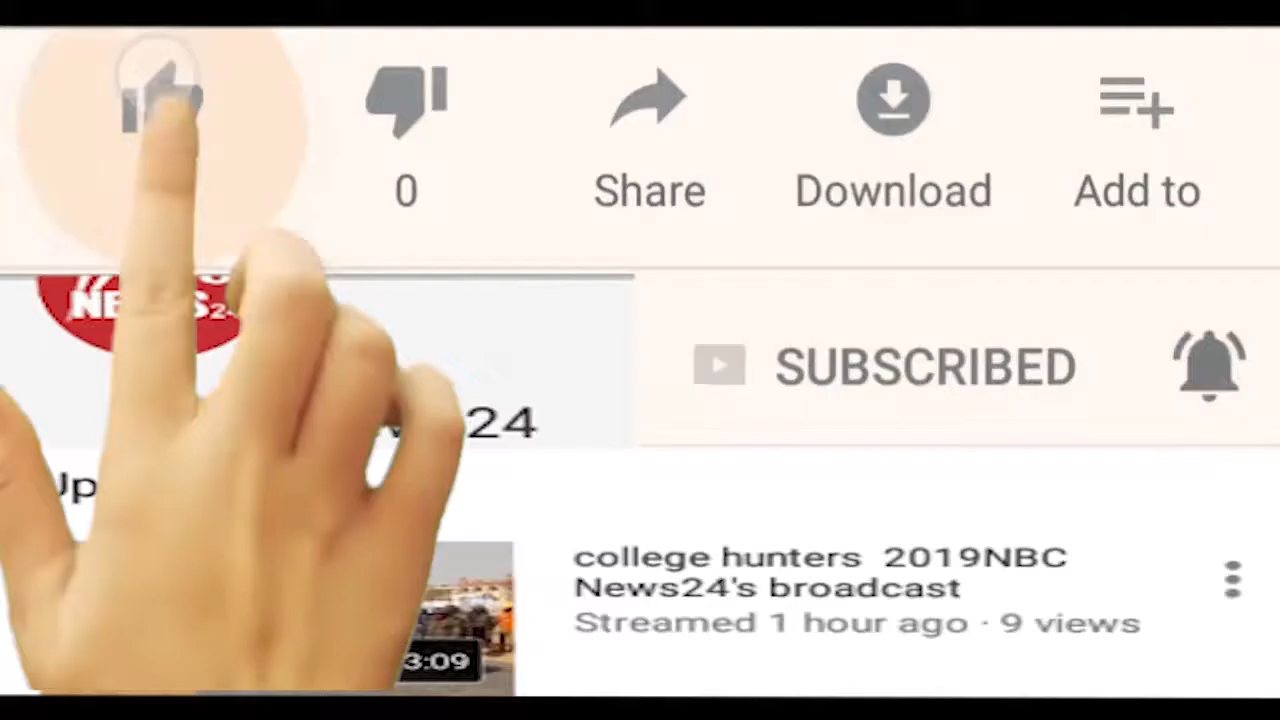 0
Share
Download
Add to
SUBSCRIBED
24
college hunters 2019NBC
News24's broadcast
Streamed 1 hour ago · 9 views
3:09